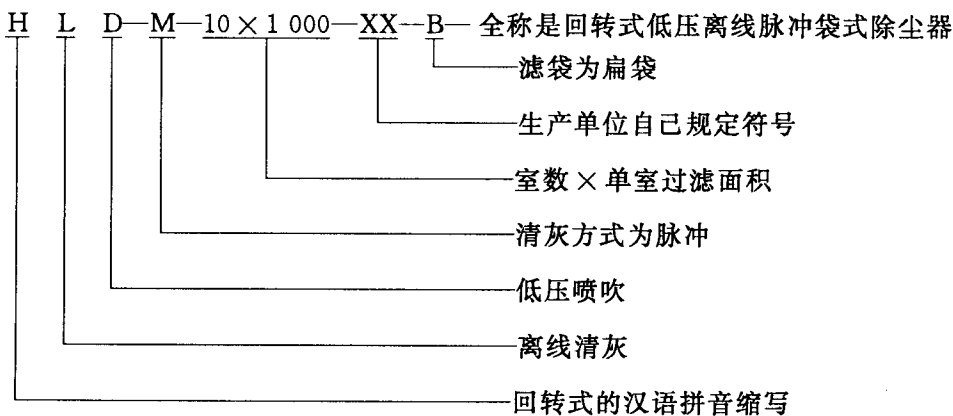 H L D—M—10×1 000—XX—B— 全称是回转式低压离线脉冲袋式除尘器
滤袋为扁袋
生产单位自己规定符号
室数×单室过滤面积
清灰方式为脉冲
低压喷吹
离线清灰
回转式的汉语拼音缩写